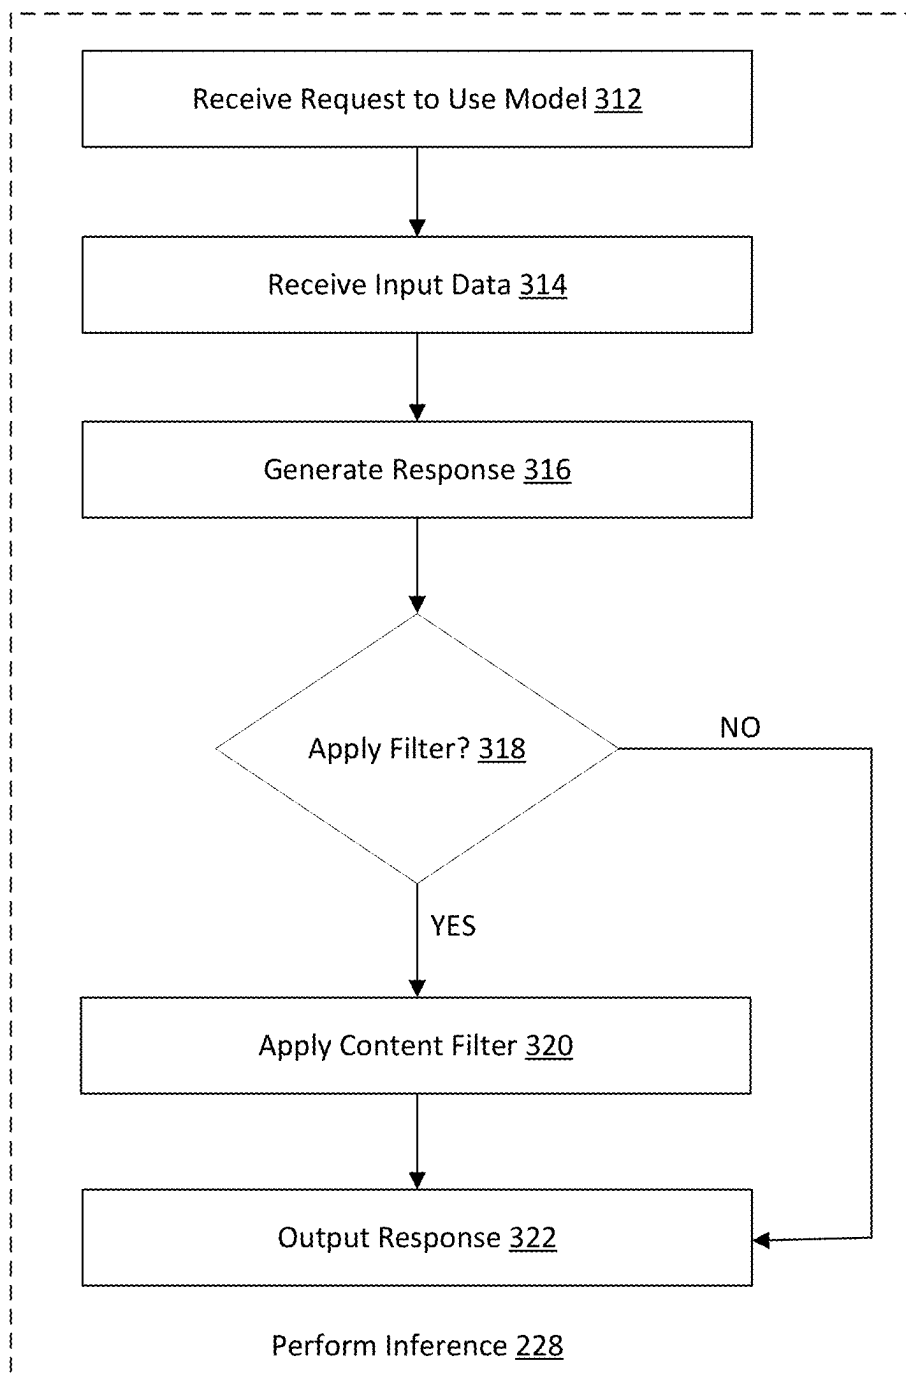 Receive Request to Use Model 312
Receive Input Data 314
Generate Response 316
Apply Filter? 318
NO
YES
Apply Content Filter 320
Output Response 322
Perform Inference 228